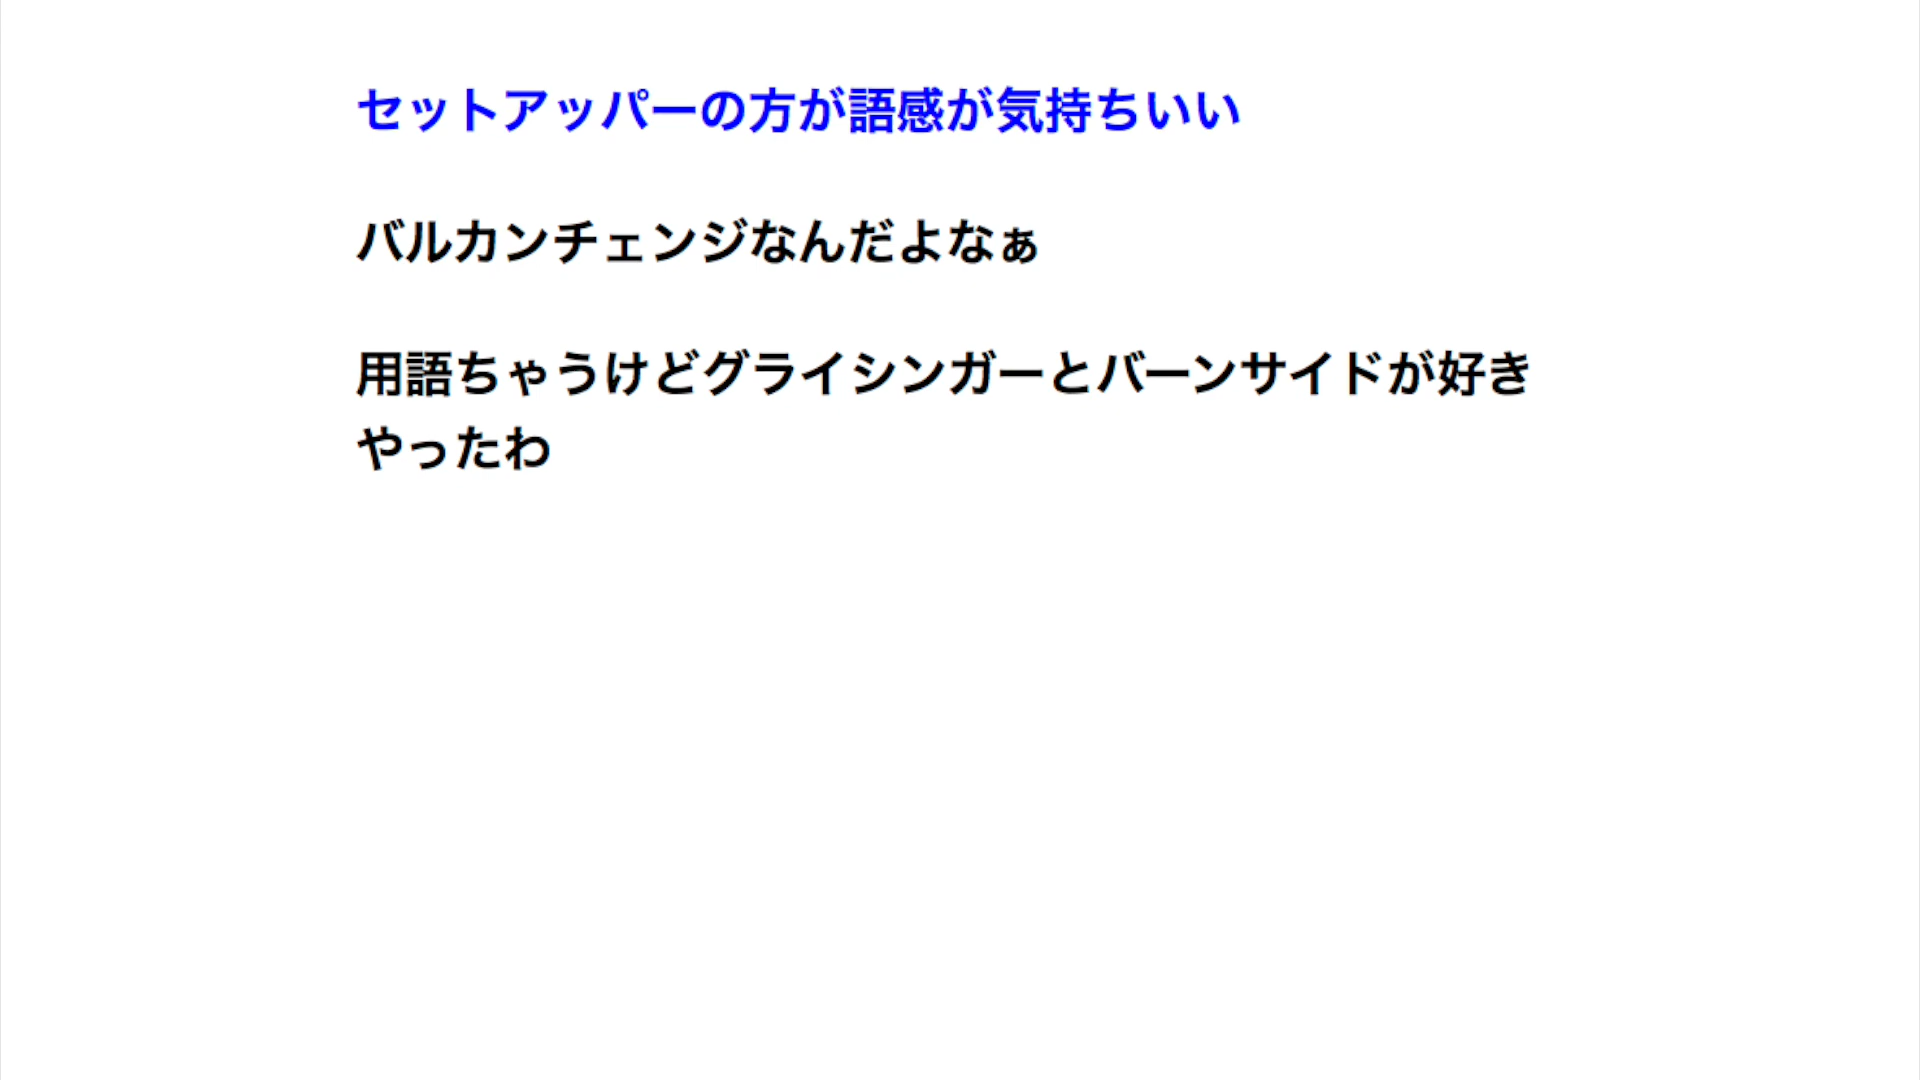 セットアッパーの方が語感が気持ちいい
バルカンチェンジなんだよなぁ
用語ちゃうけどグライシンガーとバーンサイドが好き
やったわ